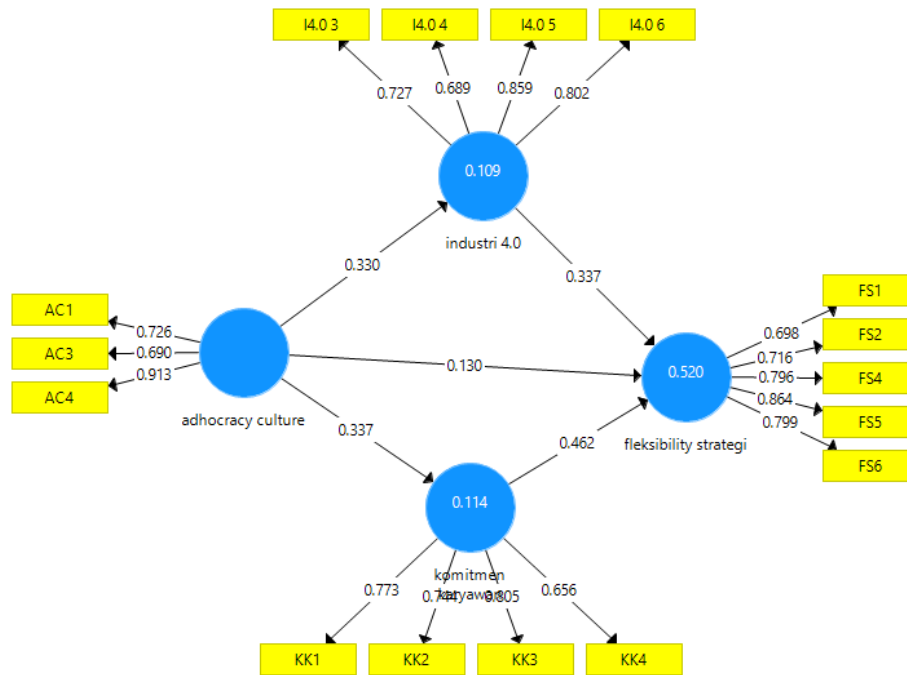 I4.0 3
I4.0 4
I4.0 5
I4.0 6
0.727
0.689
0.859
0.802
0.109
industri 4.0
0.330
0.337
AC1
AC3
AC4
0.726
0.690
0.913
adhocracy culture
0.130
0.337
0.462
FS1
FS2
FS4
FS5
FS6
0.698
0.716
0.796
0.864
0.799
0.520
fleksibility strategi
0.114
komitmen
karyawan
0.773
0.744
0.805
0.656
KK1
KK2
KK3
KK4